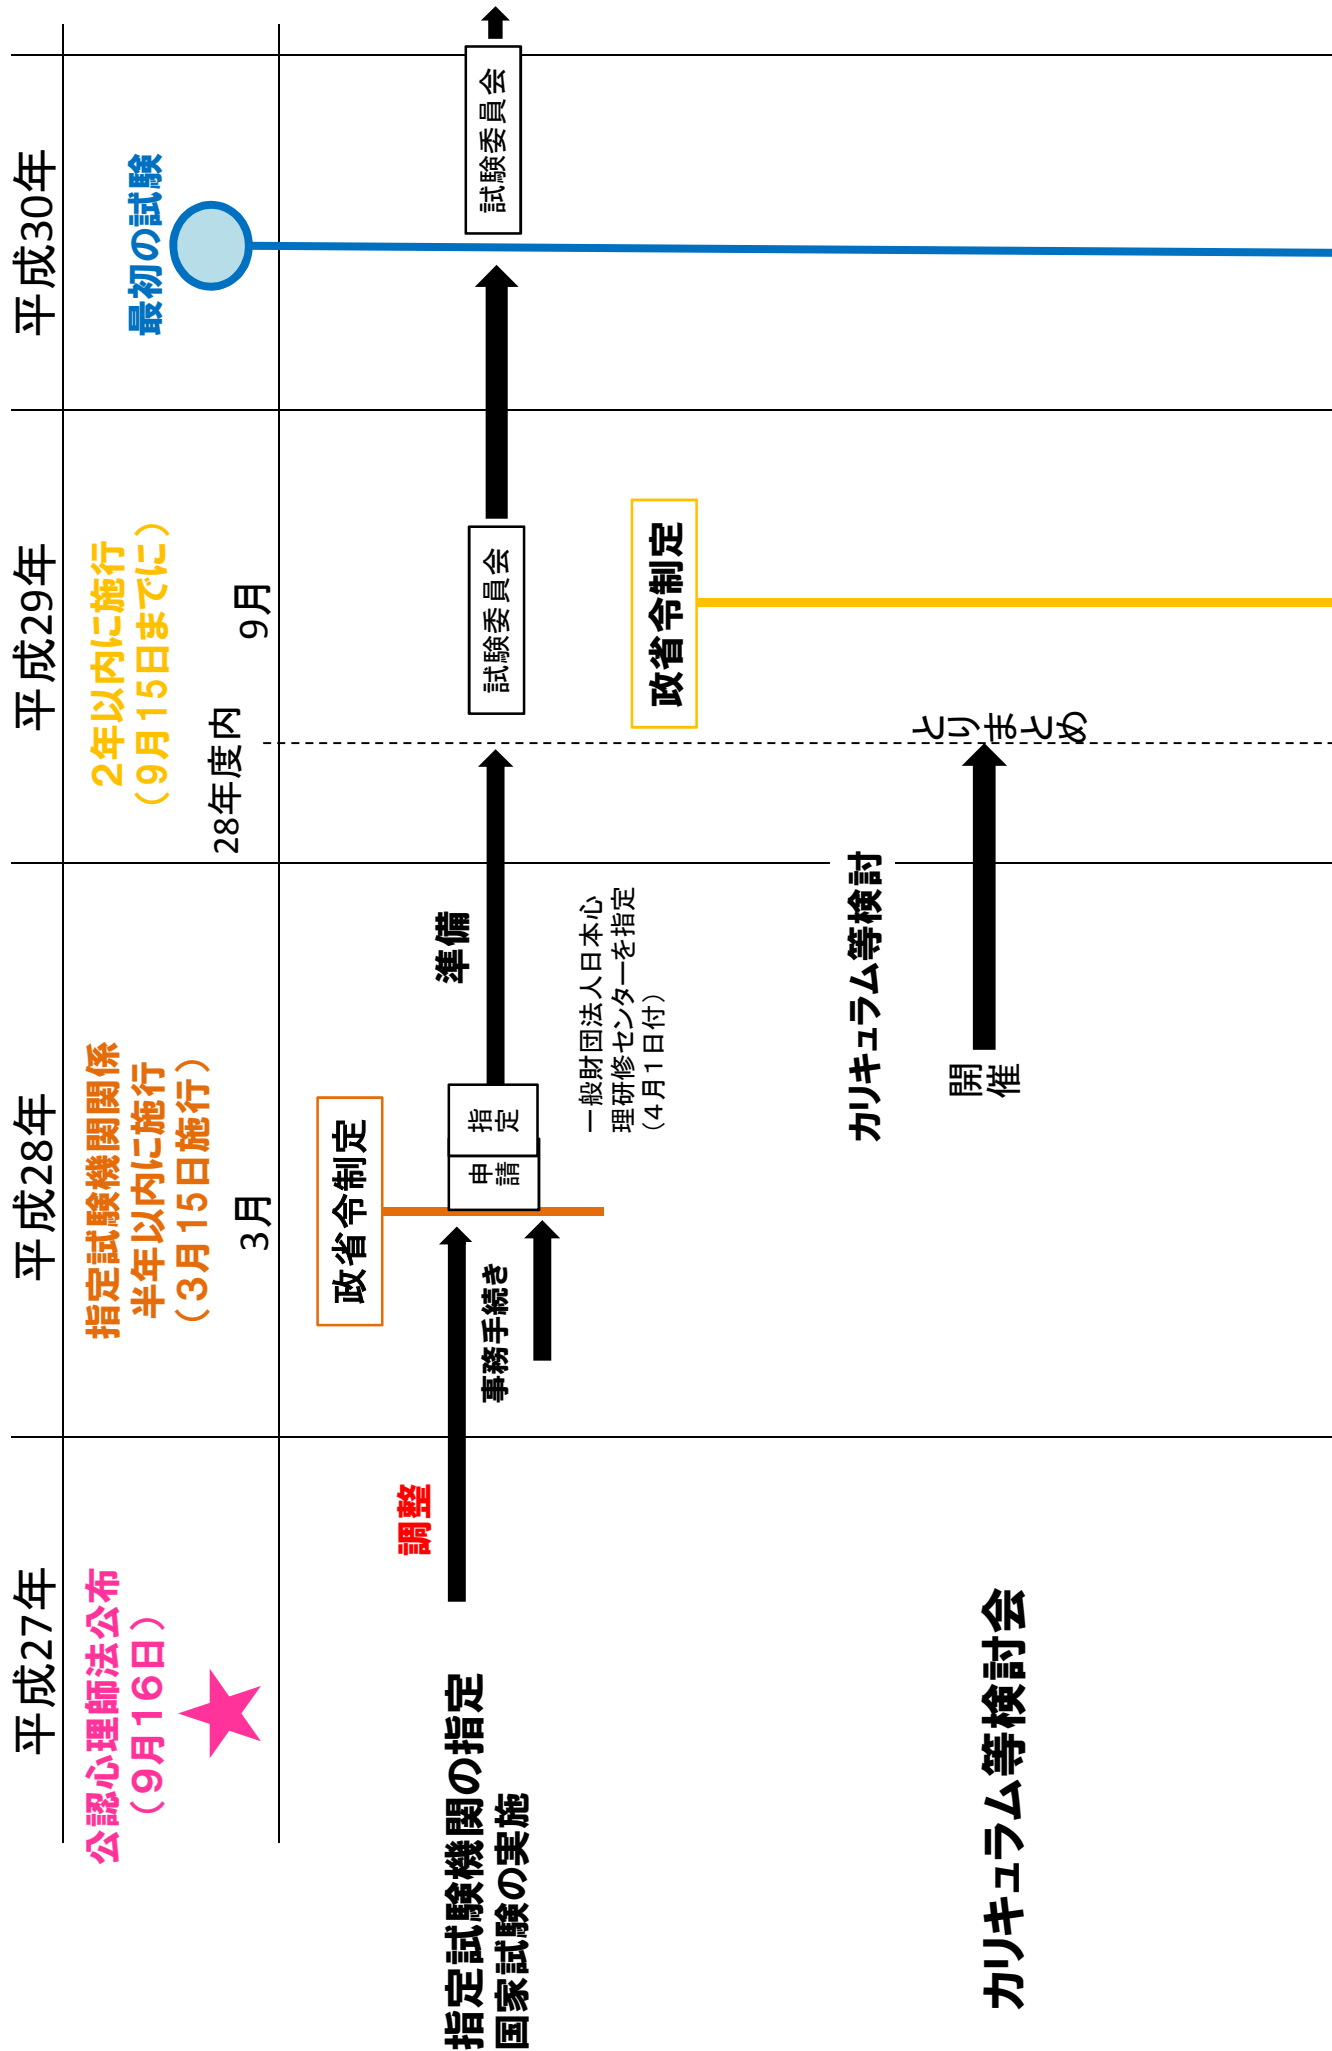 平成27年
平成28年
平成29年
平成30年
公認心理師法公布
（9月16日）
指定試験機関関係
半年以内に施行
（3月15日施行）
2年以内に施行
（9月15日までに）
最初の試験
3月
28年度内
9月
指定試験機関の指定
国家試験の実施
調整
事務手続き
政省令制定
申請
指定
準備
一般財団法人日本心
理研修センターを指定
（4月1日付）
試験委員会
試験委員会
政省令制定
カリキュラム等検討会
カリキュラム等検討
開催
とりまとめ